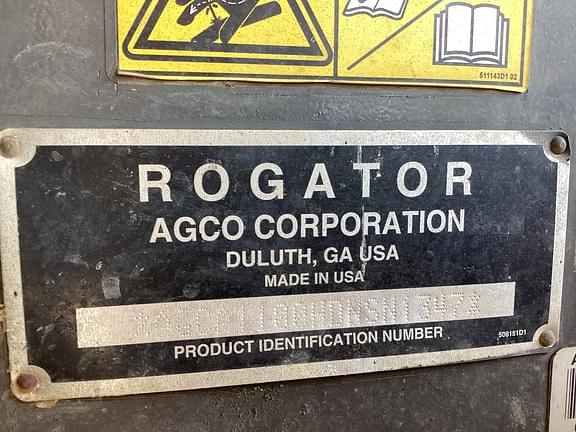 511143D1 02
ROGATOR
AGCO CORPORATION
DULUTH, GA USA
MADE IN USA
PRODUCT IDENTIFICATION NUMBER
506151D1